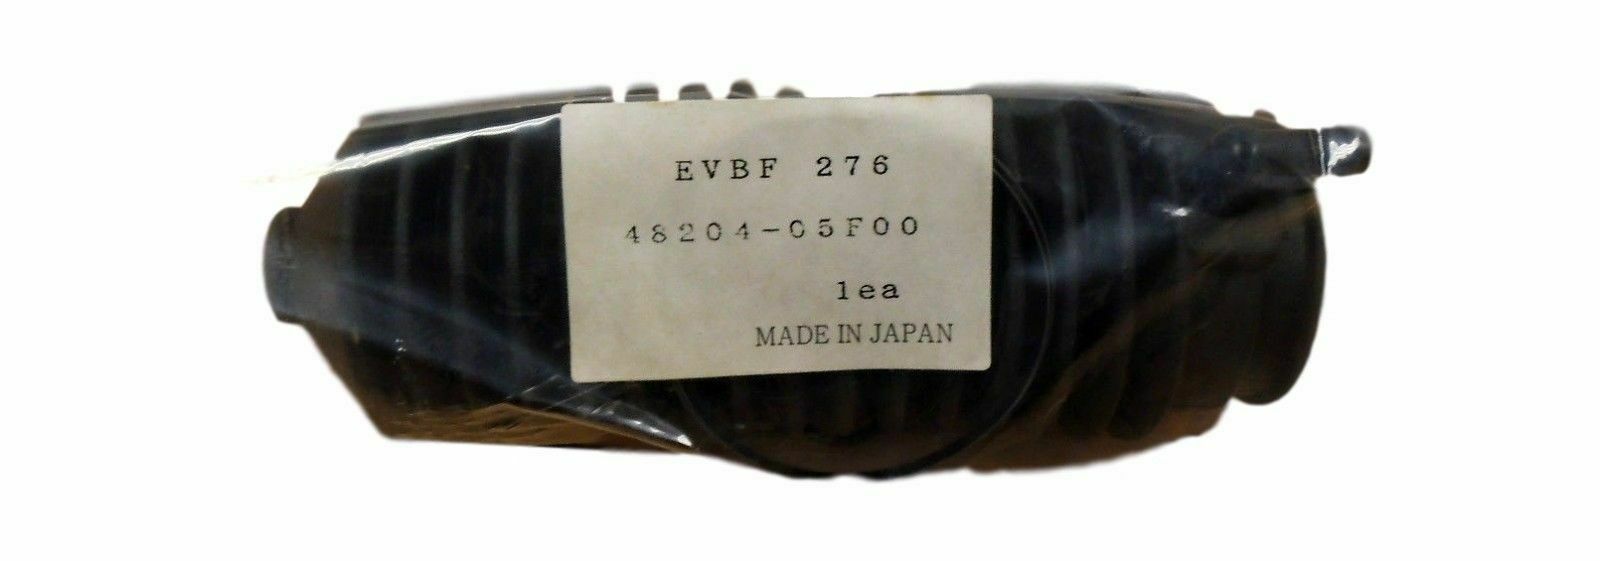 EVBF 276
48204-05F00
1ea
MADE IN JAPAN